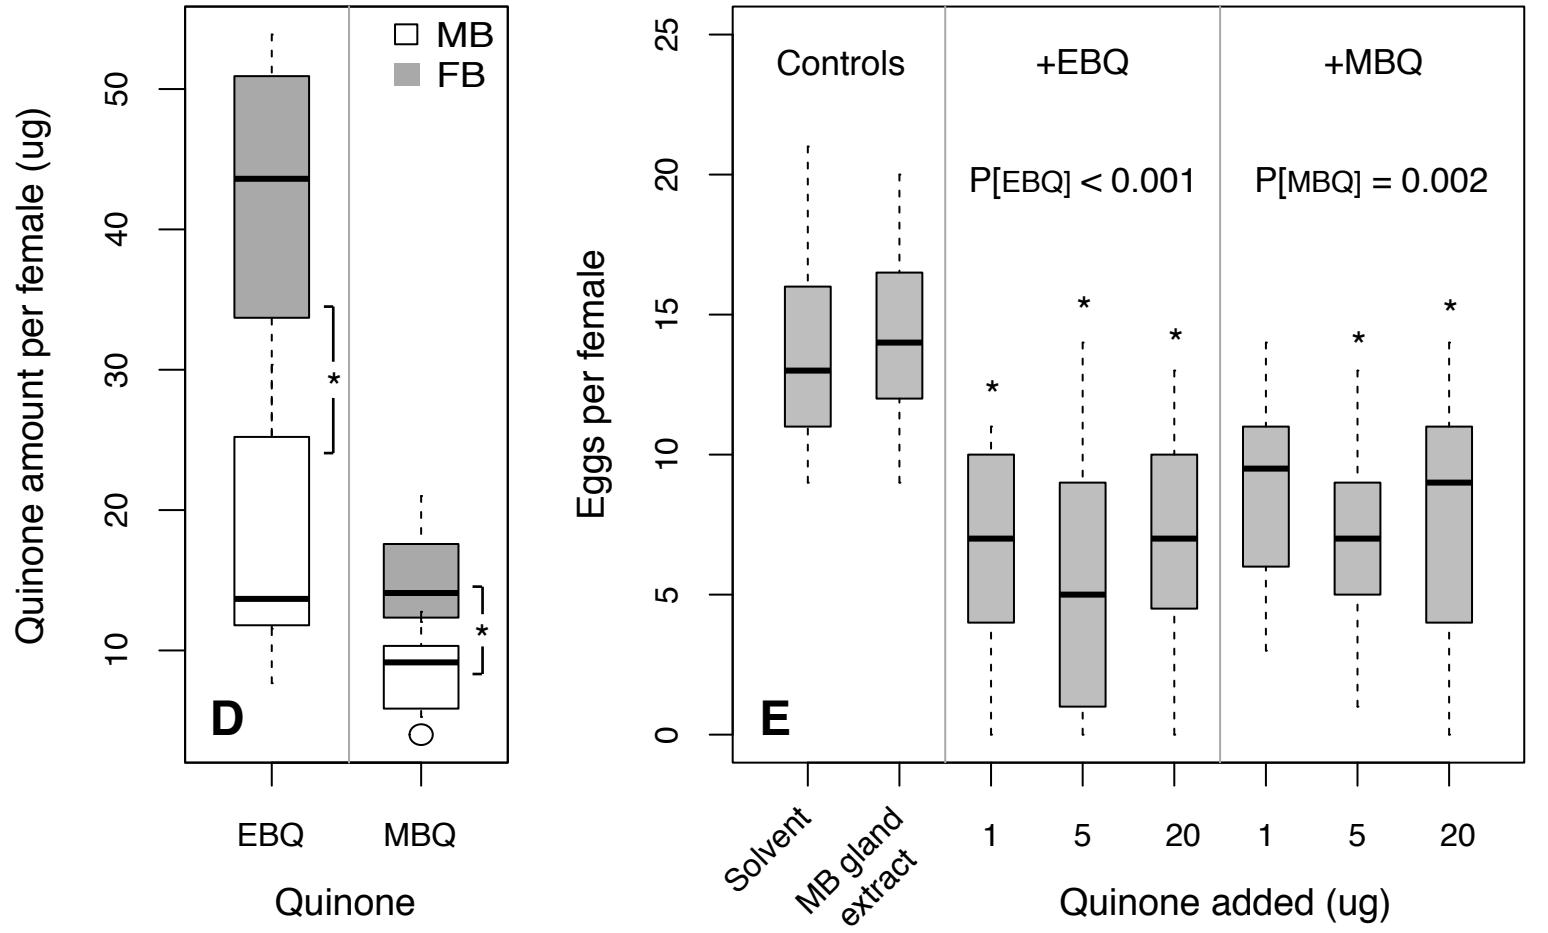 Quinone amount per female (ug)
50
40
30
20
10
MB
FB
*
*
D
EBQ
MBQ
Quinone
Eggs per female
25
20
15
10
5
0
Controls
+EBQ
+MBQ
P[EBQ] < 0.001
P[MBQ] = 0.002
*
*
*
*
*
E
Solvent
MB gland
extract
1
5
20
1
5
20
Quinone added (ug)